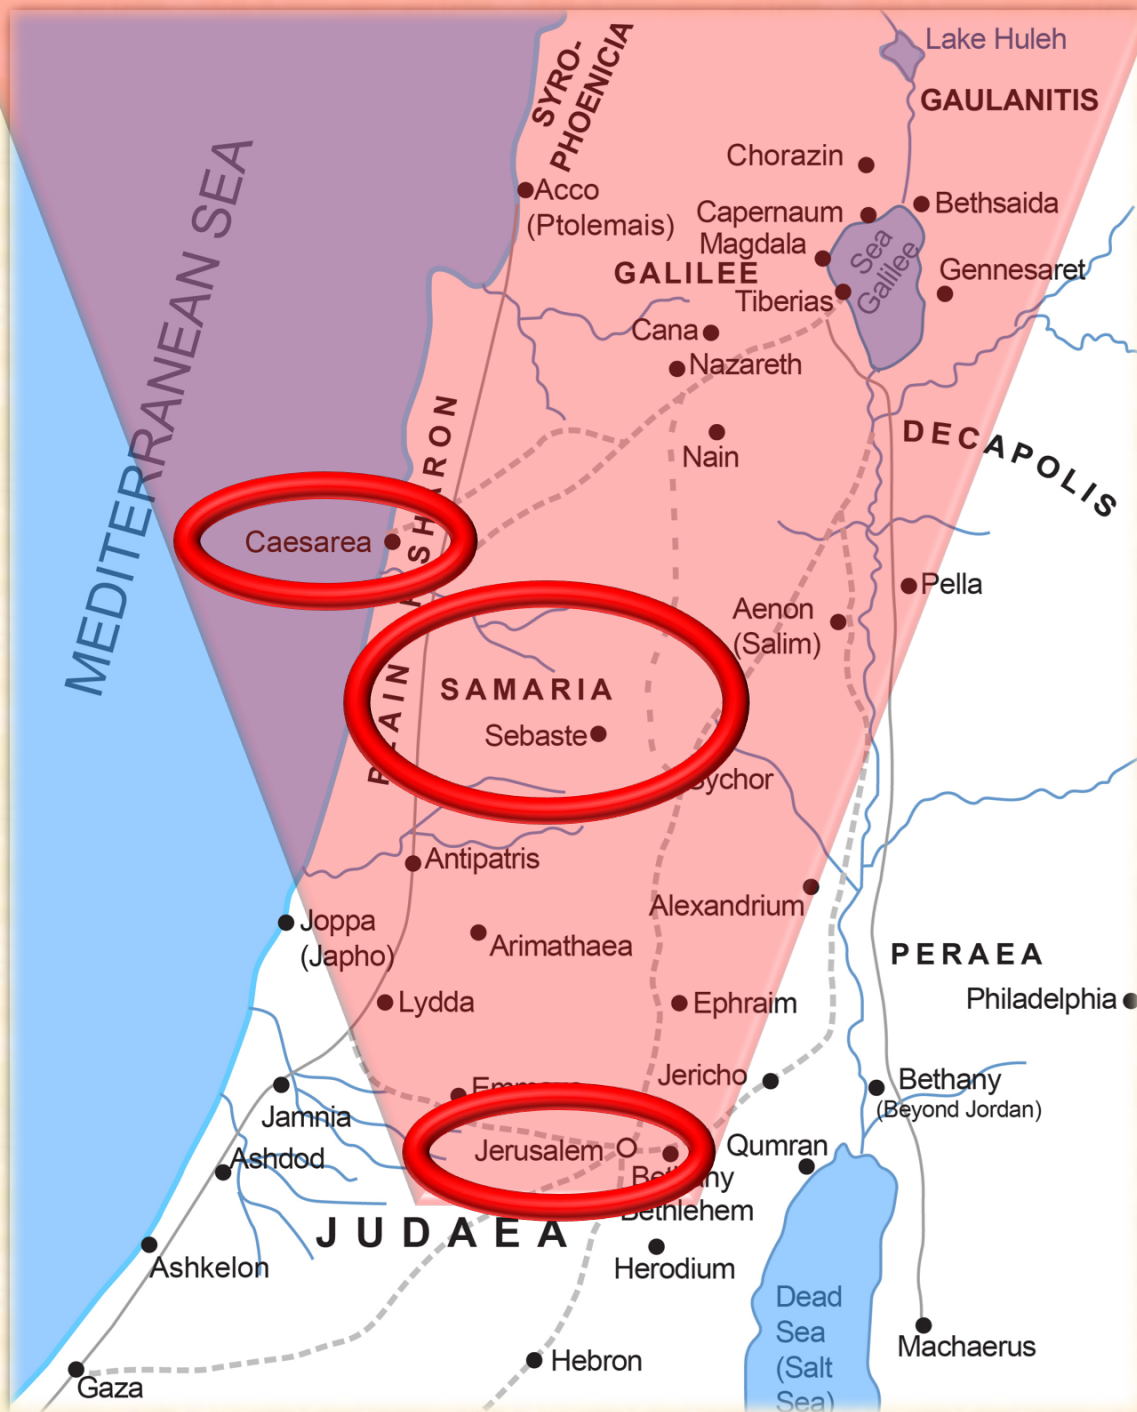 Lake Huleh
SYRO-
PHOENICIA
GAULANITIS
MEDITERRANEAN SEA
Chorazin
Acco
(Ptolemais)
Capernaum
Bethsaida
Magdala
Sea
Galilee
GALILEE
Gennesaret
Tiberias
Cana
Nazareth
DECAPOLIS
Nain
PLAIN
SHARON
Caesarea
Pella
Aenon
(Salim)
SAMARIA
Sebaste
Sychor
Antipatris
Alexandrium
Joppa
(Japho)
Arimathaea
PERAEA
Lydda
Ephraim
Philadelphia
Jericho
Bethany
(Beyond Jordan)
Jamnia
Jerusalem
Qumran
Ashdod
Bethany
Bethlehem
JUDAEA
Ashkelon
Herodium
Dead
Sea
(Salt
Sea)
Machaerus
Hebron
Gaza